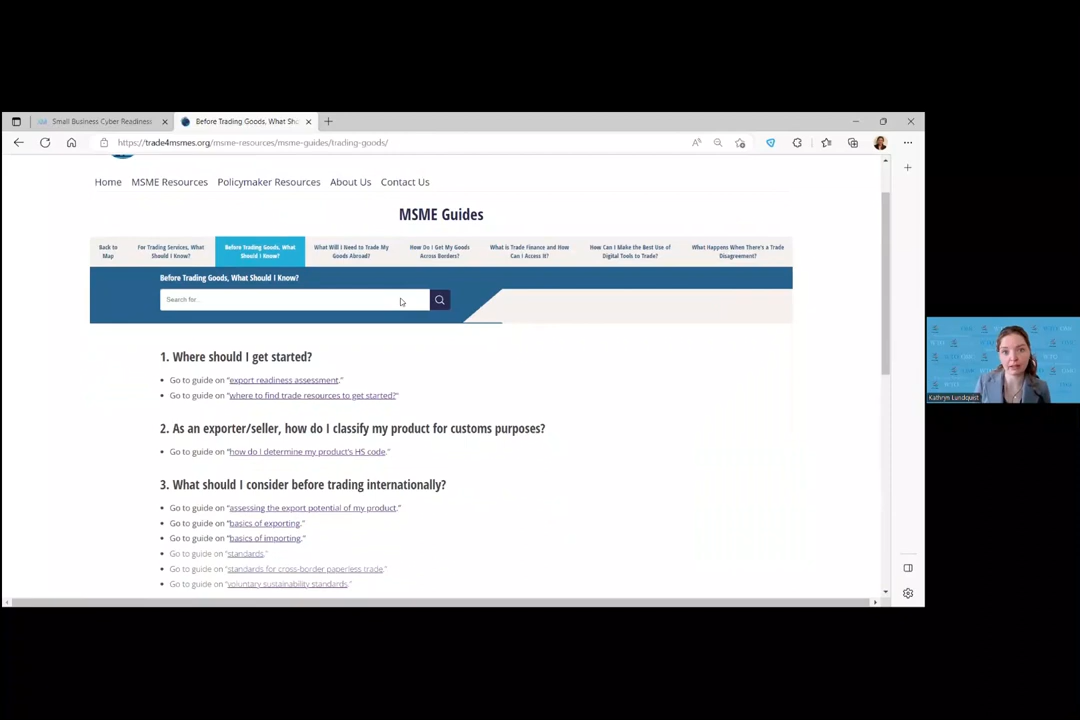 Small Business Cyber Readiness
Before Trading Goods, What Sho
https://trade4msmes.org/msme-resources/msme-guides/trading-goods/
Home MSME Resources Policymaker Resources About Us Contact Us
MSME Guides
Back to
Map
For Trading Services, What
Should I Know?
Before Trading Goods, What
Should I Know?
What Will I Need to Trade My
Goods Abroad?
How Do I Get My Goods
Across Borders?
What is Trade Finance and How
Can I Access It?
How Can I Make the Best Use of
Digital Tools to Trade?
What Happens When There's a Trade
Disagreement?
Before Trading Goods, What Should I Know?
Search for
1. Where should I get started?
Go to guide on "export readiness assessment."
Go to guide on "where to find trade resources to get started?"
2. As an exporter/seller, how do I classify my product for customs purposes?
Go to guide on "how do I determine my product's HS code."
3. What should I consider before trading internationally?
Go to guide on "assessing the export potential of my product."
Go to guide on "basics of exporting."
Go to guide on "basics of importing."
Go to guide on "standards."
Go to guide on "standards for cross-border paperless trade."
Go to guide on "voluntary sustainability standards."
Kathryn Lundquist